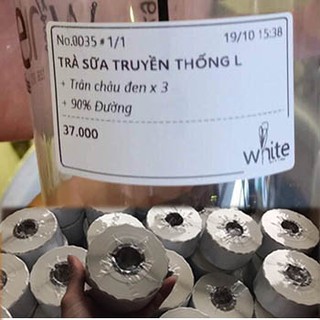 No.0035 # 1/1 19/10 15:38
TRÀ SỮA TRUYỀN THỐNG L
+ Trân châu đen x 3
+ 90% Đường
37.000
White